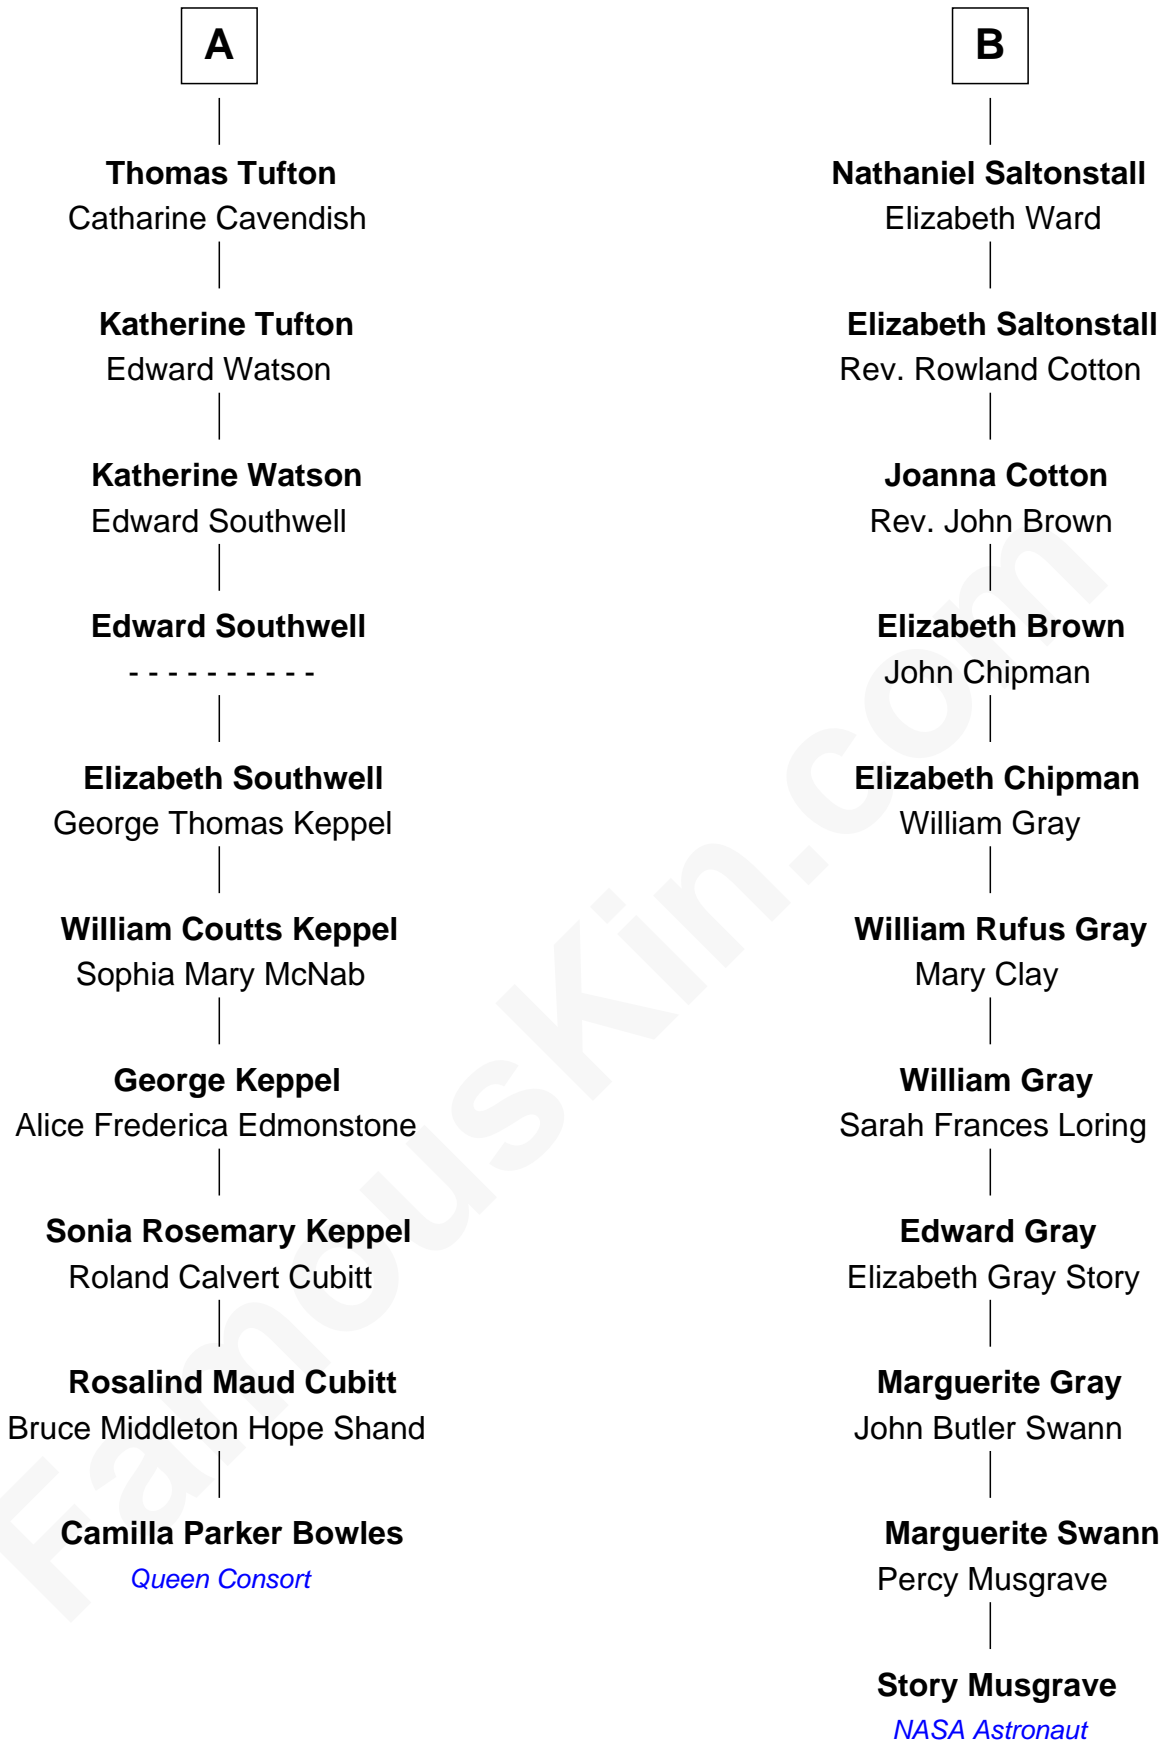 A
Thomas Tufton
Catharine Cavendish
Katherine Tufton
Edward Watson
Katherine Watson
Edward Southwell
Edward Southwell
- - - - - - - - - -
Elizabeth Southwell
George Thomas Keppel
William Coutts Keppel
Sophia Mary McNab
George Keppel
Alice Frederica Edmonstone
Sonia Rosemary Keppel
Roland Calvert Cubitt
Rosalind Maud Cubitt
Bruce Middleton Hope Shand
Camilla Parker Bowles
Queen Consort
B
Nathaniel Saltonstall
Elizabeth Ward
Elizabeth Saltonstall
Rev. Rowland Cotton
Joanna Cotton
Rev. John Brown
Elizabeth Brown
John Chipman
Elizabeth Chipman
William Gray
William Rufus Gray
Mary Clay
William Gray
Sarah Frances Loring
Edward Gray
Elizabeth Gray Story
Marguerite Gray
John Butler Swann
Marguerite Swann
Percy Musgrave
Story Musgrave
NASA Astronaut
FamousKin.com